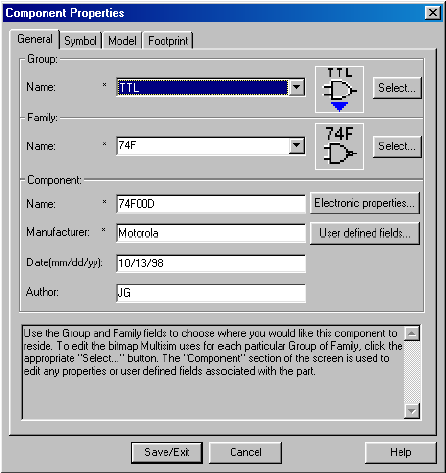 Component Properties
General Symbol Model Footprint
Group:
Name: * TTL TTL Select...
Family:
Name: * 74F 74F Select...
Component:
Name: * 74F00D Electronic properties...
Manufacturer: * Motorola User defined fields...
Date(mm/dd/yy): 10/13/98
Author: JG
Use the Group and Family fields to choose where you would like this component to
reside. To edit the bitmap Multisim uses for each particular Group of Family, click the
appropriate "Select..." button. The "Component" section of the screen is used to
edit any properties or user defined fields associated with the part.
Save/Exit Cancel Help